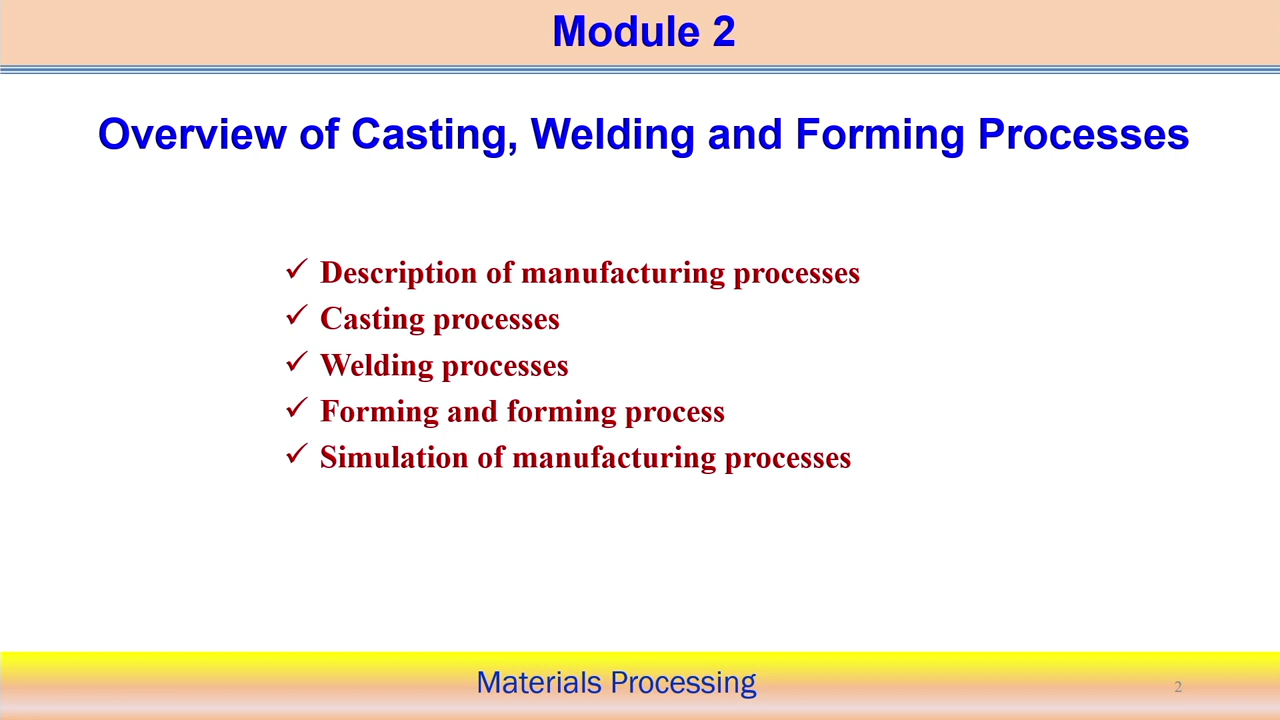 Module 2
Overview of Casting, Welding and Forming Processes
✓ Description of manufacturing processes
✓ Casting processes
✓ Welding processes
✓ Forming and forming process
✓ Simulation of manufacturing processes
Materials Processing
2